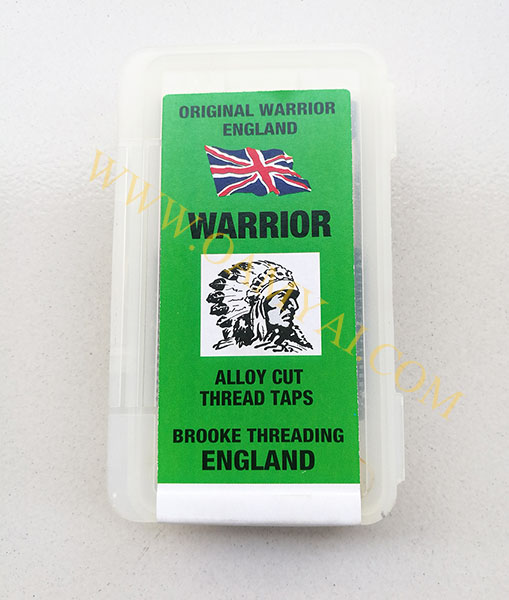 ORIGINAL WARRIOR
ENGLAND
WARRIOR
ALLOY CUT
THREAD TAPS
BROOKE THREADING
ENGLAND